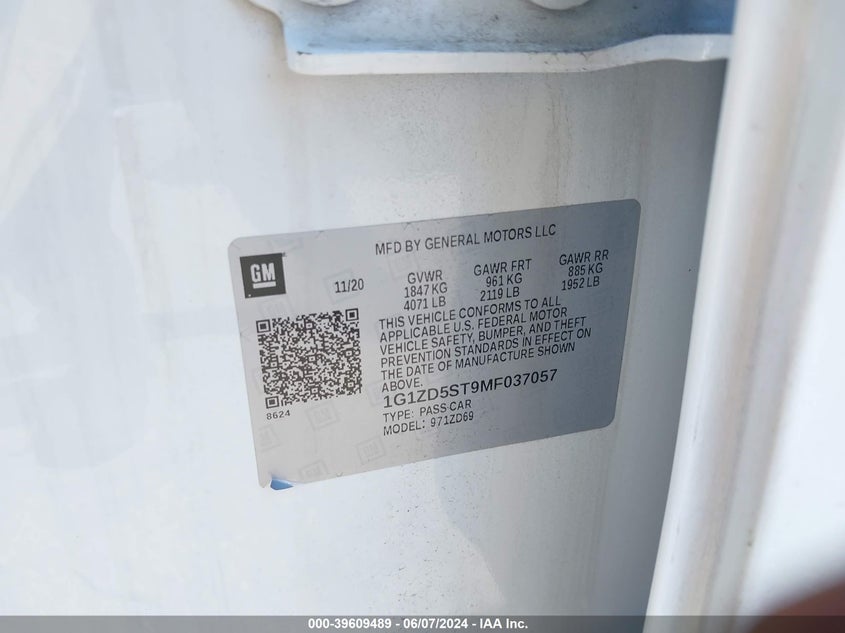 MFD BY GENERAL MOTORS LLC
GM
11/20
GVWR GAWR FRT GAWR RR
1847 KG 961 KG 885 KG
4071 LB 2119 LB 1952 LB
THIS VEHICLE CONFORMS TO ALL
APPLICABLE U.S. FEDERAL MOTOR
VEHICLE SAFETY, BUMPER, AND THEFT
PREVENTION STANDARDS IN EFFECT ON
THE DATE OF MANUFACTURE SHOWN
ABOVE.
8624
1G1ZD5ST9MF037057
TYPE: PASS CAR
MODEL: 971ZD69
000-39609489 - 06/07/2024 - IAA Inc.